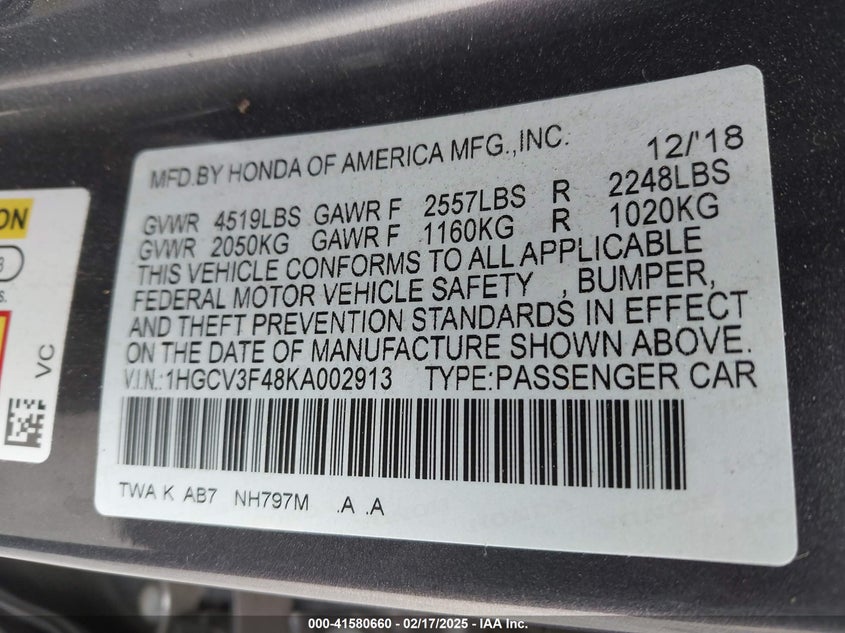 MFD.BY HONDA OF AMERICA MFG.,INC. 12/'18
GVWR 4519LBS GAWR F 2557LBS R 2248LBS
GVWR 2050KG GAWR F 1160KG R 1020KG
THIS VEHICLE CONFORMS TO ALL APPLICABLE
FEDERAL MOTOR VEHICLE SAFETY , BUMPER,
AND THEFT PREVENTION STANDARDS IN EFFECT
ON THE DATE OF MANUFACTURE SHOWN ABOVE.
V.I.N.:1HGCV3F48KA002913 TYPE:PASSENGER CAR
TWA K AB7 NH797M .A .A
VC
000-41580660 — 02/17/2025 — IAA Inc.